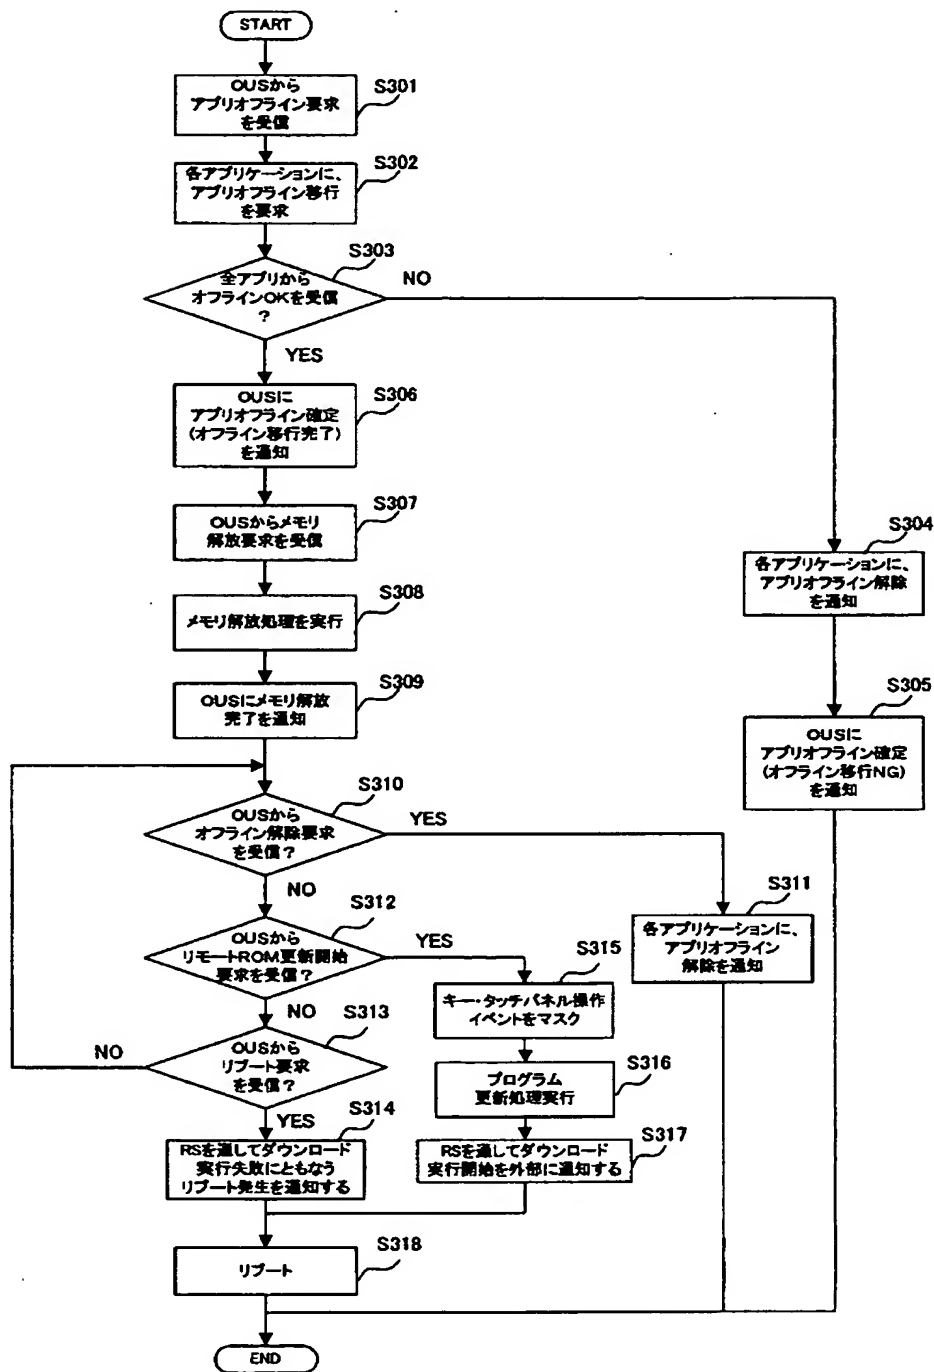 START
OUSから
アプリオフライン要求
を受信
S301
各アプリケーションに、
アプリオフライン移行
を要求
S302
全アプリから
オフラインOKを受信
?
S303
NO
YES
OUSに
アプリオフライン確定
(オフライン移行完了)
を通知
S306
OUSからメモリ
解放要求を受信
S307
メモリ解放処理を実行
S308
OUSにメモリ解放
完了を通知
S309
各アプリケーションに、
アプリオフライン解除
を通知
S304
OUSに
アプリオフライン確定
(オフライン移行NG)
を通知
S305
OUSから
オフライン解除要求
を受信?
S310
YES
NO
各アプリケーションに、
アプリオフライン
解除を通知
S311
OUSから
リモートROM更新開始
要求を受信?
S312
YES
NO
OUSから
リブート要求
を受信?
S313
NO
YES
RSを通してダウンロード
実行失敗にともなう
リブート発生を通知する
S314
キー・タッチパネル操作
イベントをマスク
S315
プログラム
更新処理実行
S316
RSを通してダウンロード
実行開始を外部に通知する
S317
リブート
S318
END